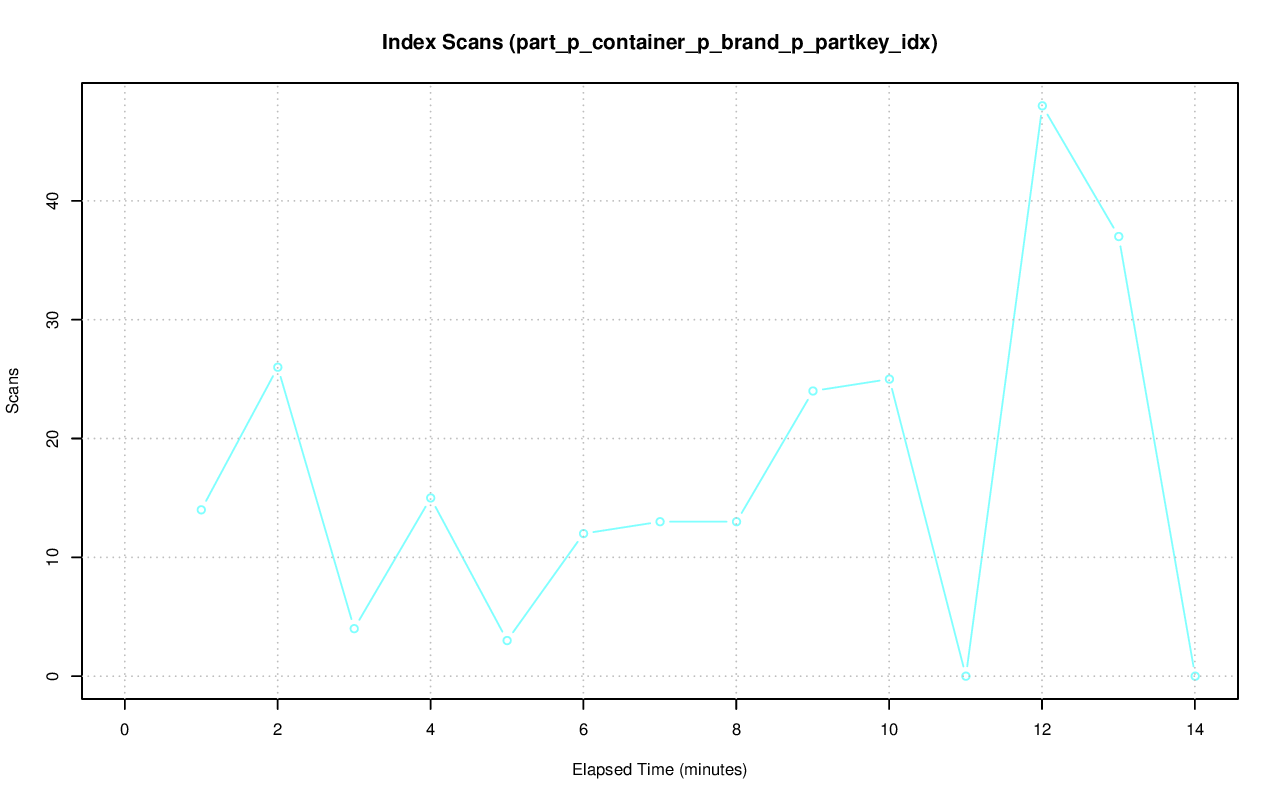 Index Scans (part_p_container_p_brand_p_partkey_idx)
Scans
40
30
20
10
0
0 2 4 6 8 10 12 14
Elapsed Time (minutes)